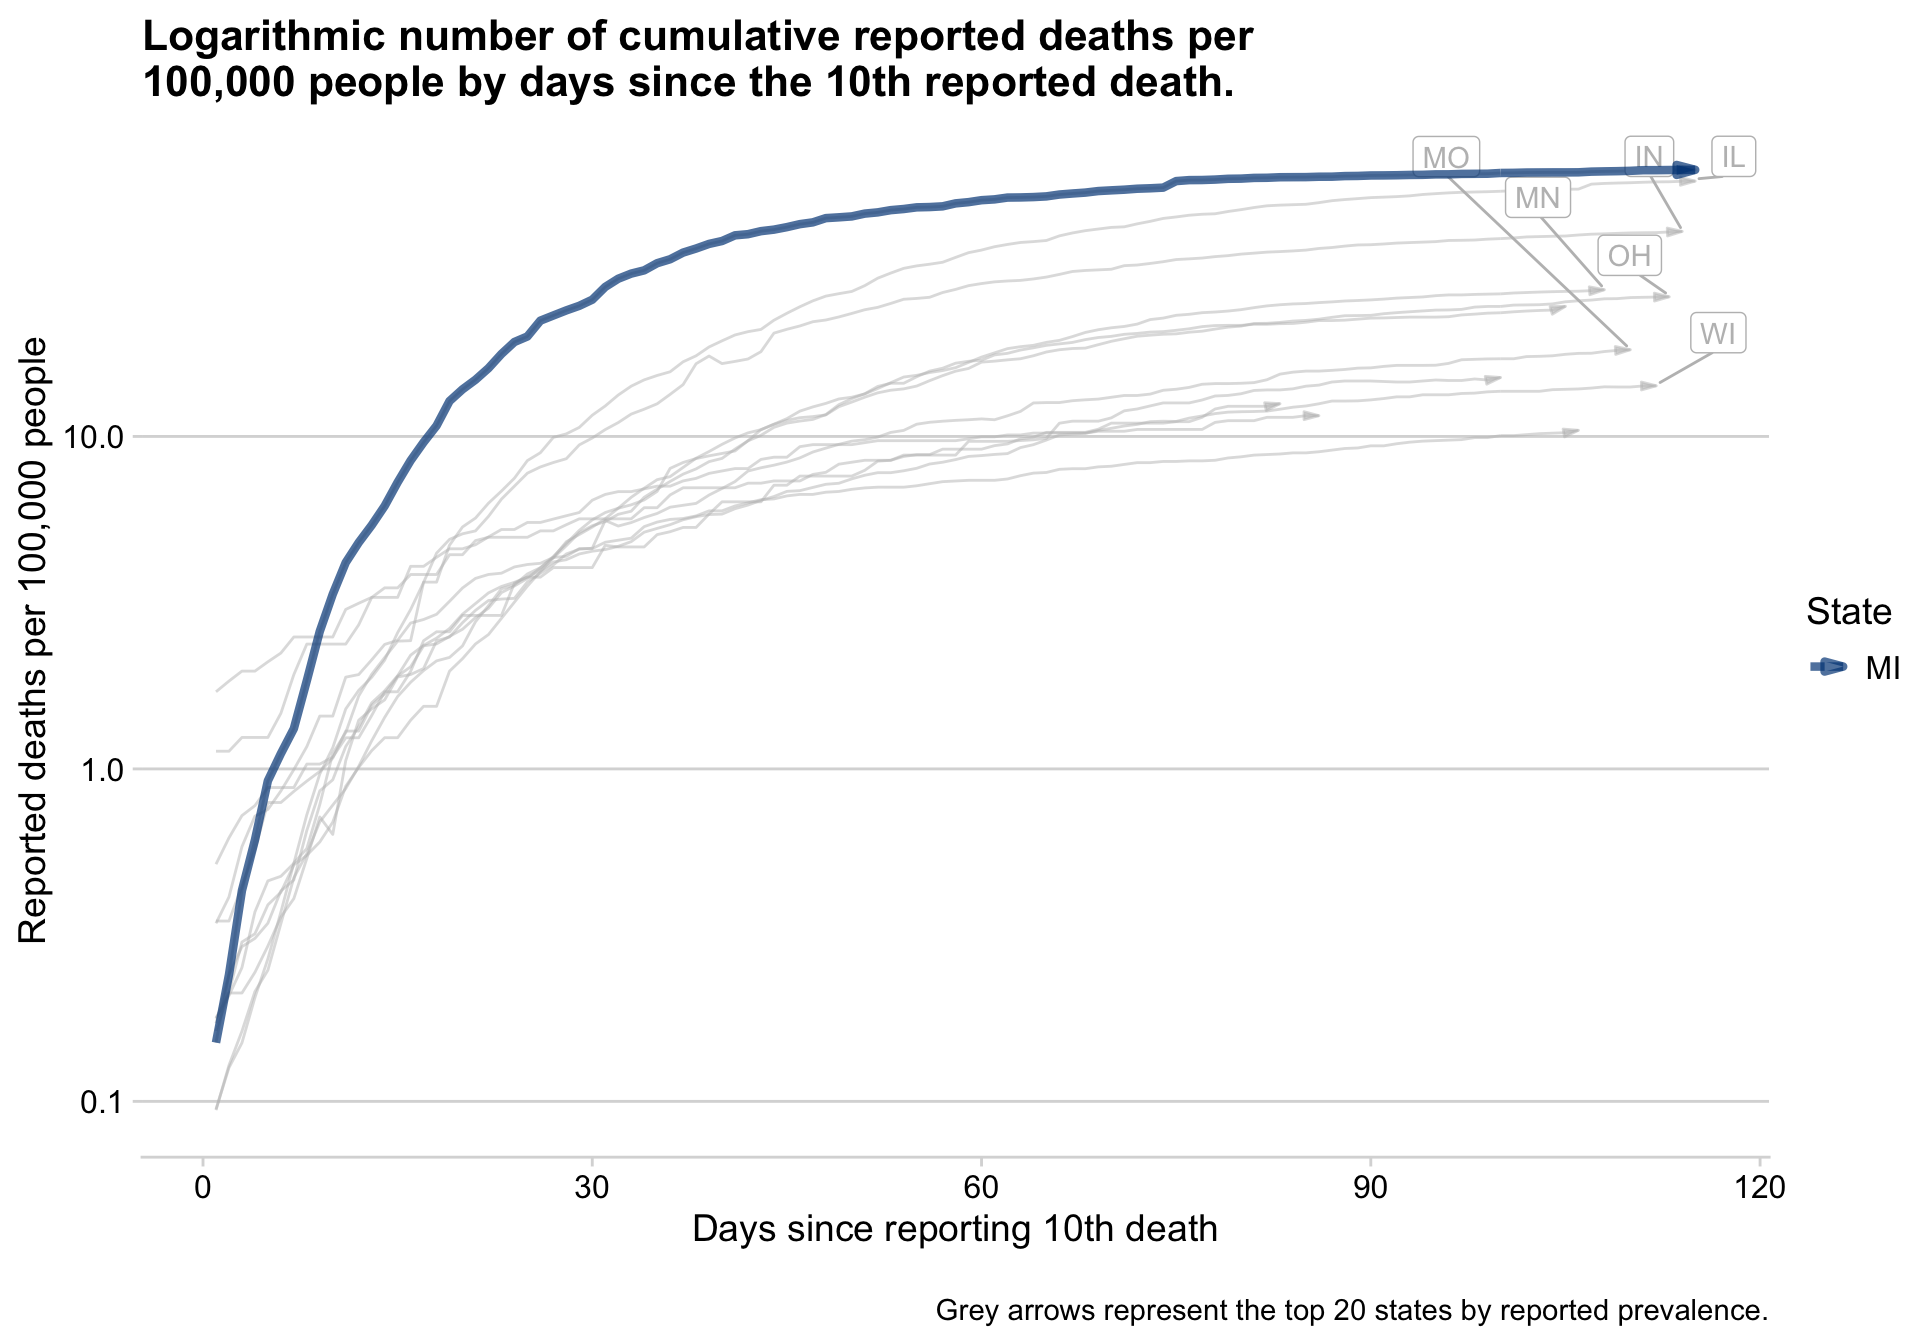 Logarithmic number of cumulative reported deaths per
100,000 people by days since the 10th reported death.
MO
IN
IL
MN
OH
WI
Reported deaths per 100,000 people
10.0
1.0
0.1
State
MI
0
30
60
90
120
Days since reporting 10th death
Grey arrows represent the top 20 states by reported prevalence.